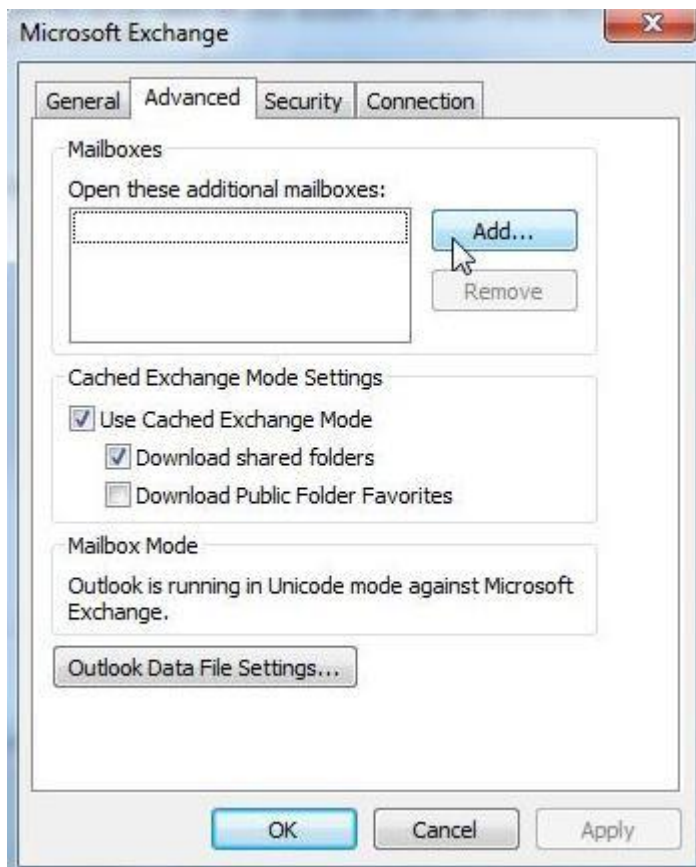 Microsoft Exchange
General Advanced Security Connection
Mailboxes
Open these additional mailboxes:
Add...
Remove
Cached Exchange Mode Settings
Use Cached Exchange Mode
Download shared folders
Download Public Folder Favorites
Mailbox Mode
Outlook is running in Unicode mode against Microsoft
Exchange.
Outlook Data File Settings...
OK Cancel Apply